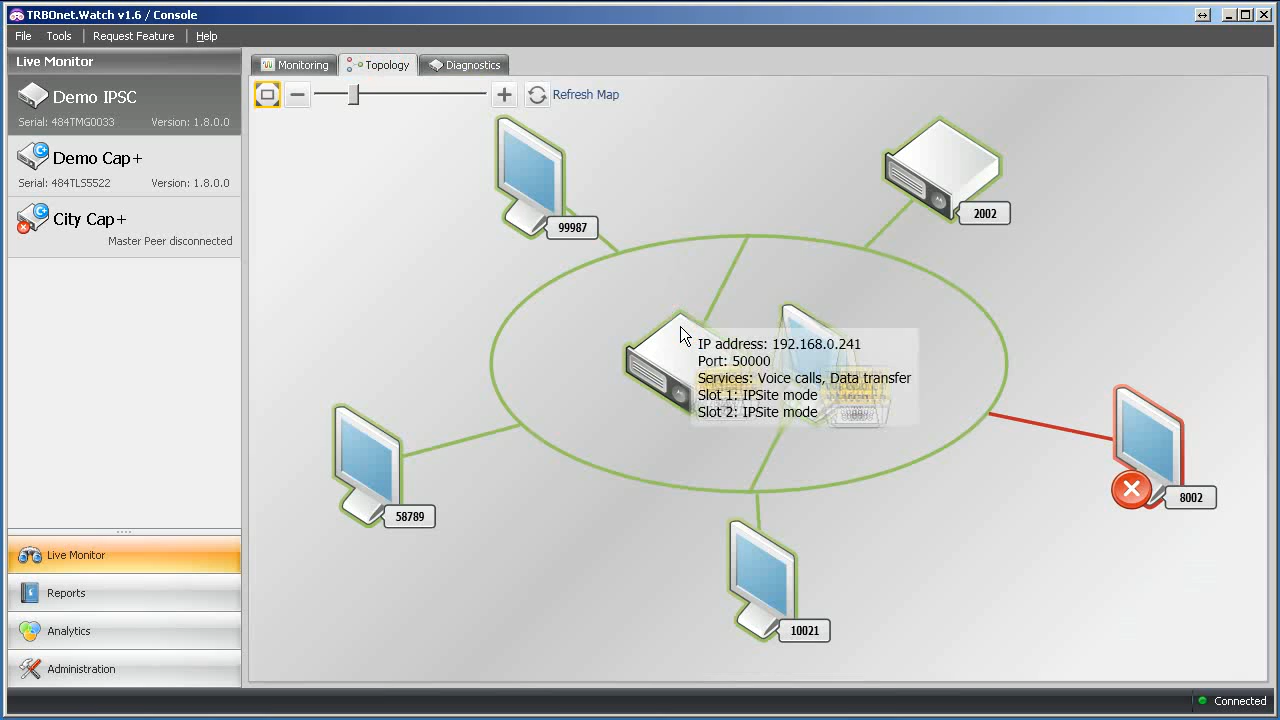 TRBOnet.Watch v1.6 / Console
File Tools Request Feature Help
Live Monitor
Demo IPSC
Serial: 484TMG0033 Version: 1.8.0.0
Demo Cap+
Serial: 484TLS5522 Version: 1.8.0.0
City Cap+
Master Peer disconnected
Live Monitor
Reports
Analytics
Administration
Monitoring Topology Diagnostics
Refresh Map
99987
2002
IP address: 192.168.0.241
Port: 50000
Services: Voice calls, Data transfer
Slot 1: IPSite mode
Slot 2: IPSite mode
8002
58789
10021
Connected